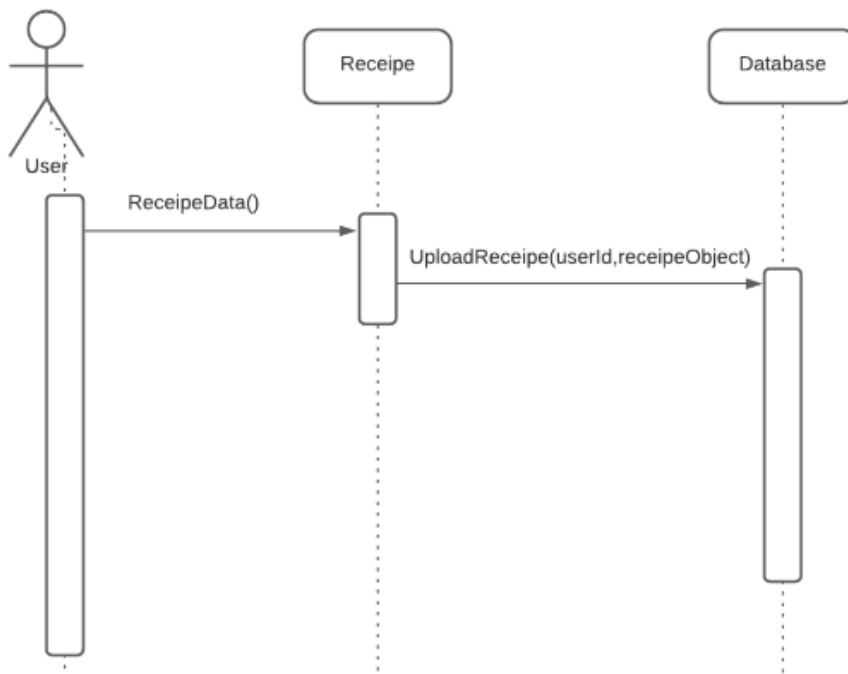 Receipe
Database
User
ReceipeData()
UploadReceipe(userId,receipeObject)